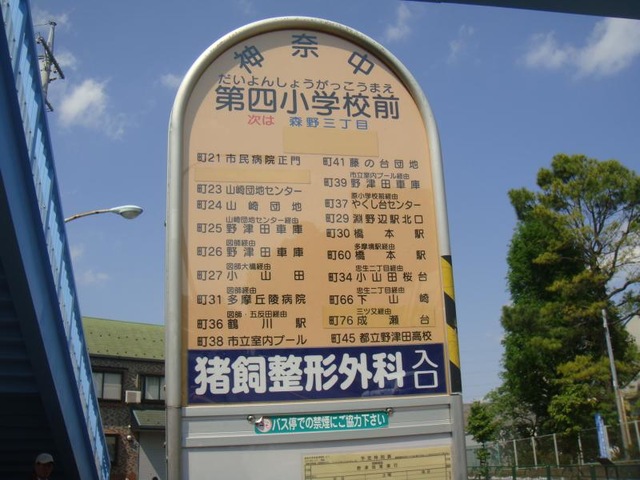 神奈中
だいよんしょうがっこうまえ
第四小学校前
次は 森野三丁目
町21 市民病院正門
町23 山崎団地センター
町24 山崎団地
山崎団地センター経由
町25 野津田車庫
図師経由
町26 野津田車庫
図師大橋経由
町27 小山田
図師経由
町31 多摩丘陵病院
図師・五反田経由
町36 鶴川駅
町38 市立室内プール
町41 藤の台団地
市立室内プール経由
町39 野津田車庫
原小学校前経由
町37 やくし台センター
町29 淵野辺駅北口
町30 橋本駅
多摩境駅経由
町60 橋本駅
忠生二丁目経由
町34 小山田桜台
忠生二丁目経由
町66 下山崎
三ツ又経由
町76 成瀬台
町45 都立野津田高校
猪飼整形外科 入口
バス停での禁煙にご協力下さい